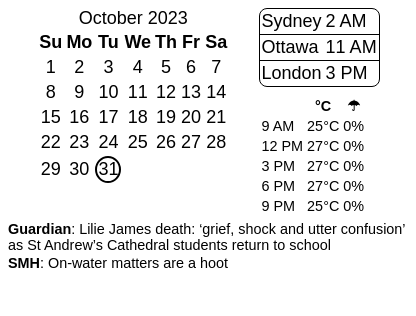 October 2023
Su Mo Tu We Th Fr Sa
1 2 3 4 5 6 7
8 9 10 11 12 13 14
15 16 17 18 19 20 21
22 23 24 25 26 27 28
29 30 31
Sydney 2 AM
Ottawa 11 AM
London 3 PM
°C ☂
9 AM 25°C 0%
12 PM 27°C 0%
3 PM 27°C 0%
6 PM 27°C 0%
9 PM 25°C 0%
Guardian: Lilie James death: ‘grief, shock and utter confusion’
as St Andrew’s Cathedral students return to school
SMH: On-water matters are a hoot